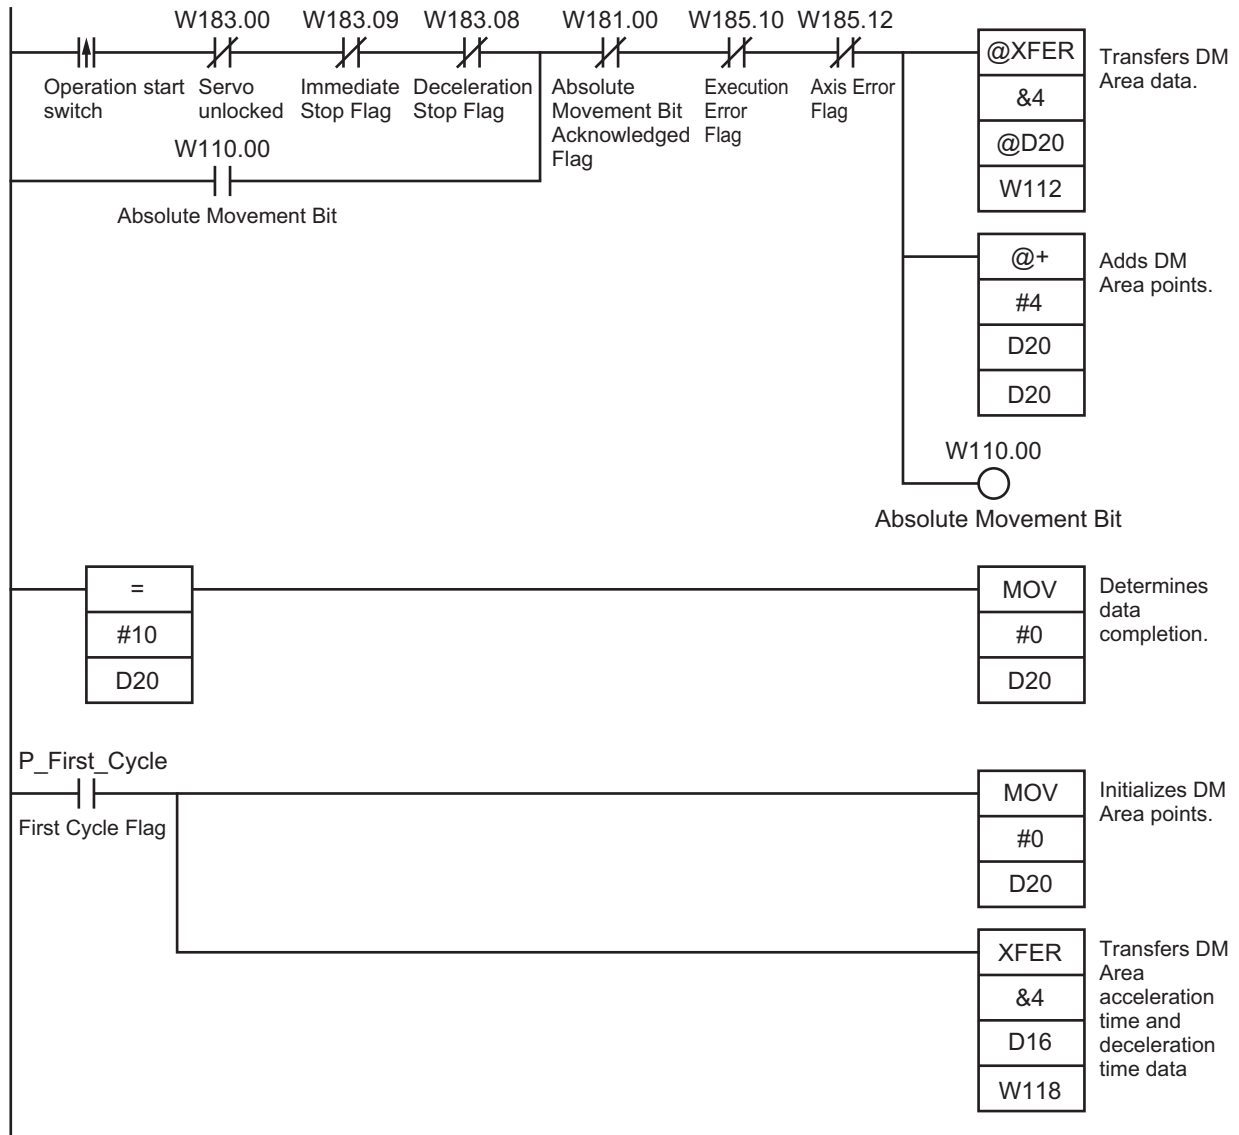 W183.00
W183.09
W183.08
W181.00
W185.10
W185.12
Operation start
switch
Servo
unlocked
Immediate
Stop Flag
Deceleration
Stop Flag
Absolute
Movement Bit
Acknowledged
Flag
Execution
Error
Flag
Axis Error
Flag
@XFER
&4
@D20
W112
Transfers DM
Area data.
W110.00
Absolute Movement Bit
@+
#4
D20
D20
Adds DM
Area points.
W110.00
Absolute Movement Bit
=
#10
D20
MOV
#0
D20
Determines
data
completion.
P_First_Cycle
First Cycle Flag
MOV
#0
D20
Initializes DM
Area points.
XFER
&4
D16
W118
Transfers DM
Area
acceleration
time and
deceleration
time data